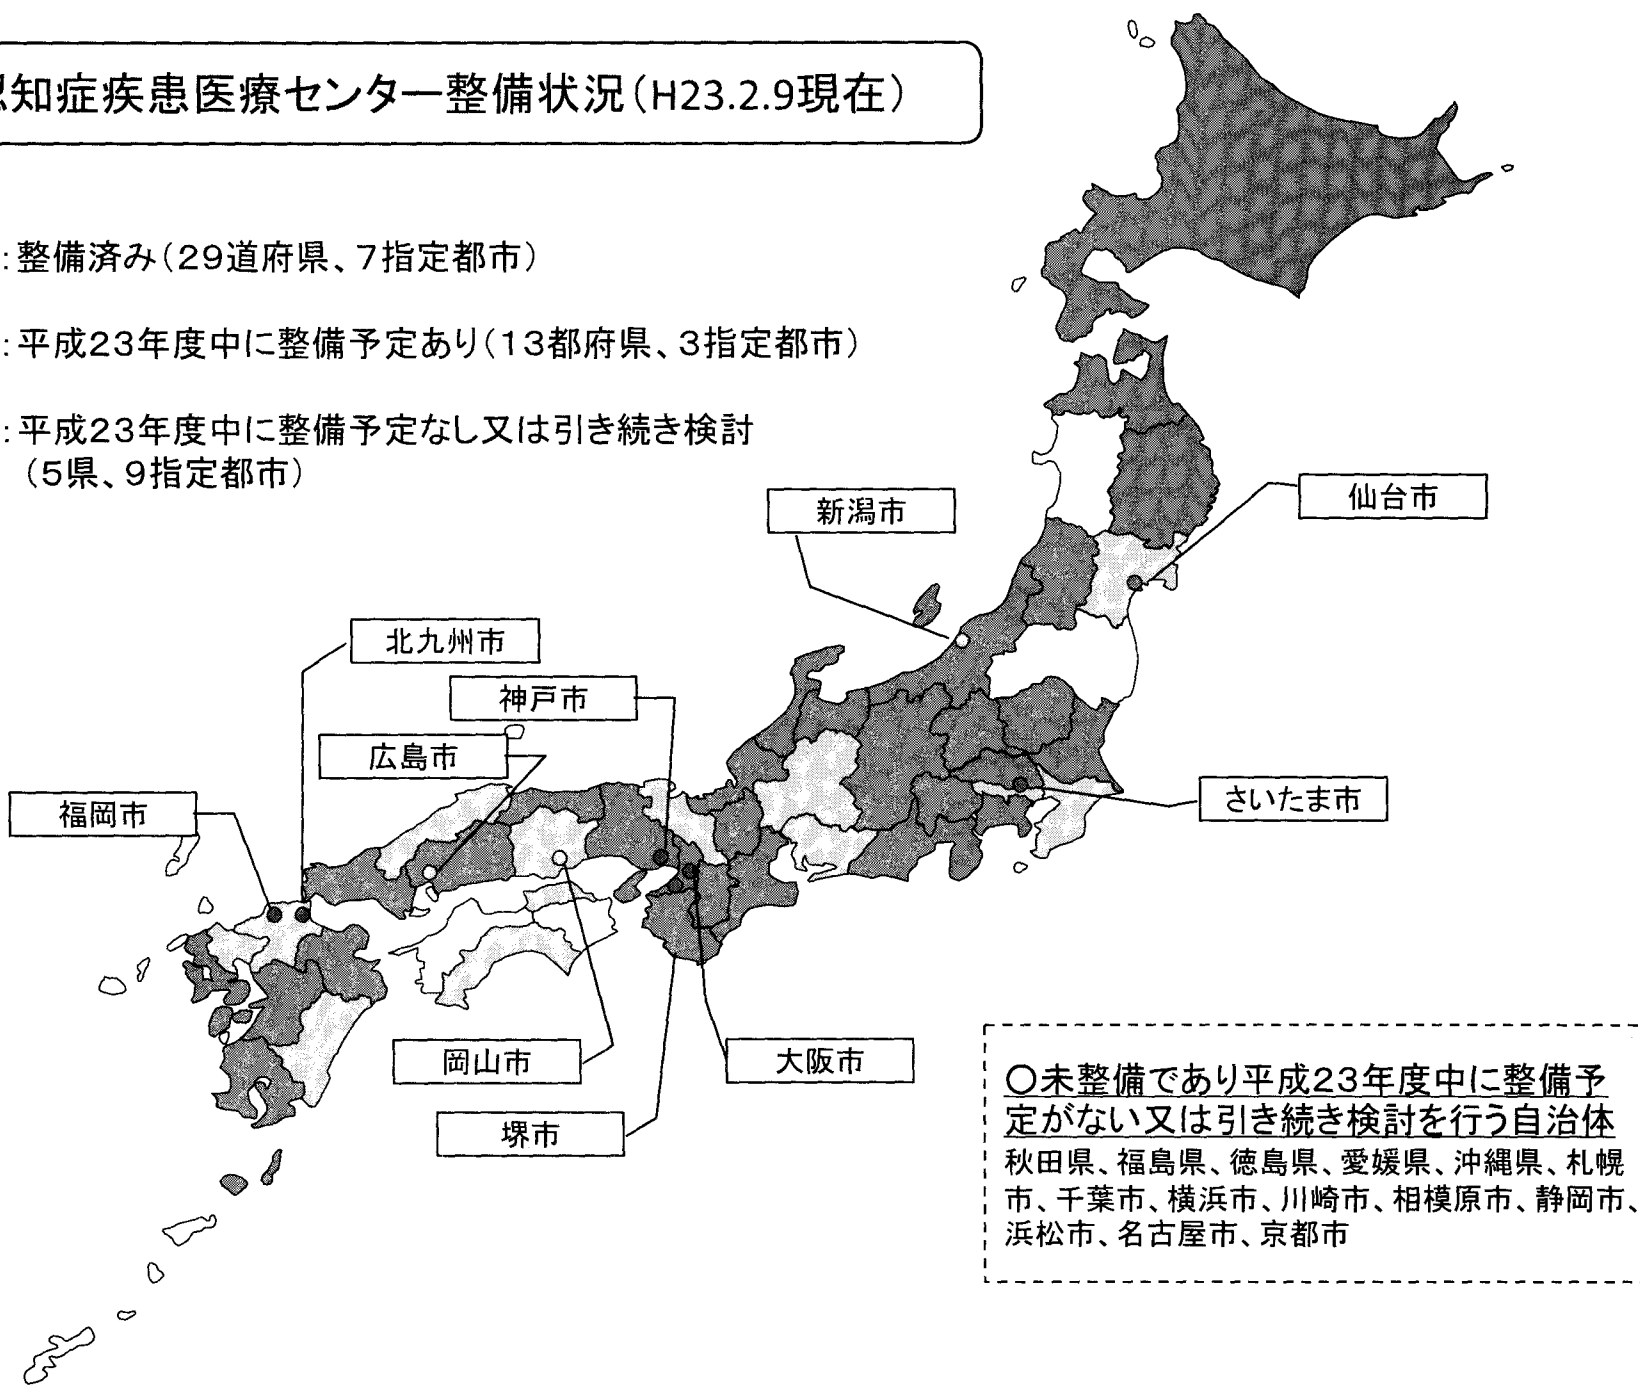 知症疾患医療センター整備状況(H23.2.9現在)
:整備済み(29道府県、7指定都市)
:平成23年度中に整備予定あり(13都府県、3指定都市)
:平成23年度中に整備予定なし又は引き続き検討
(5県、9指定都市)
新潟市
仙台市
北九州市
神戸市
広島市
福岡市
さいたま市
岡山市
大阪市
堺市
○未整備であり平成23年度中に整備予
定がない又は引き続き検討を行う自治体
秋田県、福島県、徳島県、愛媛県、沖縄県、札幌
市、千葉市、横浜市、川崎市、相模原市、静岡市、
浜松市、名古屋市、京都市